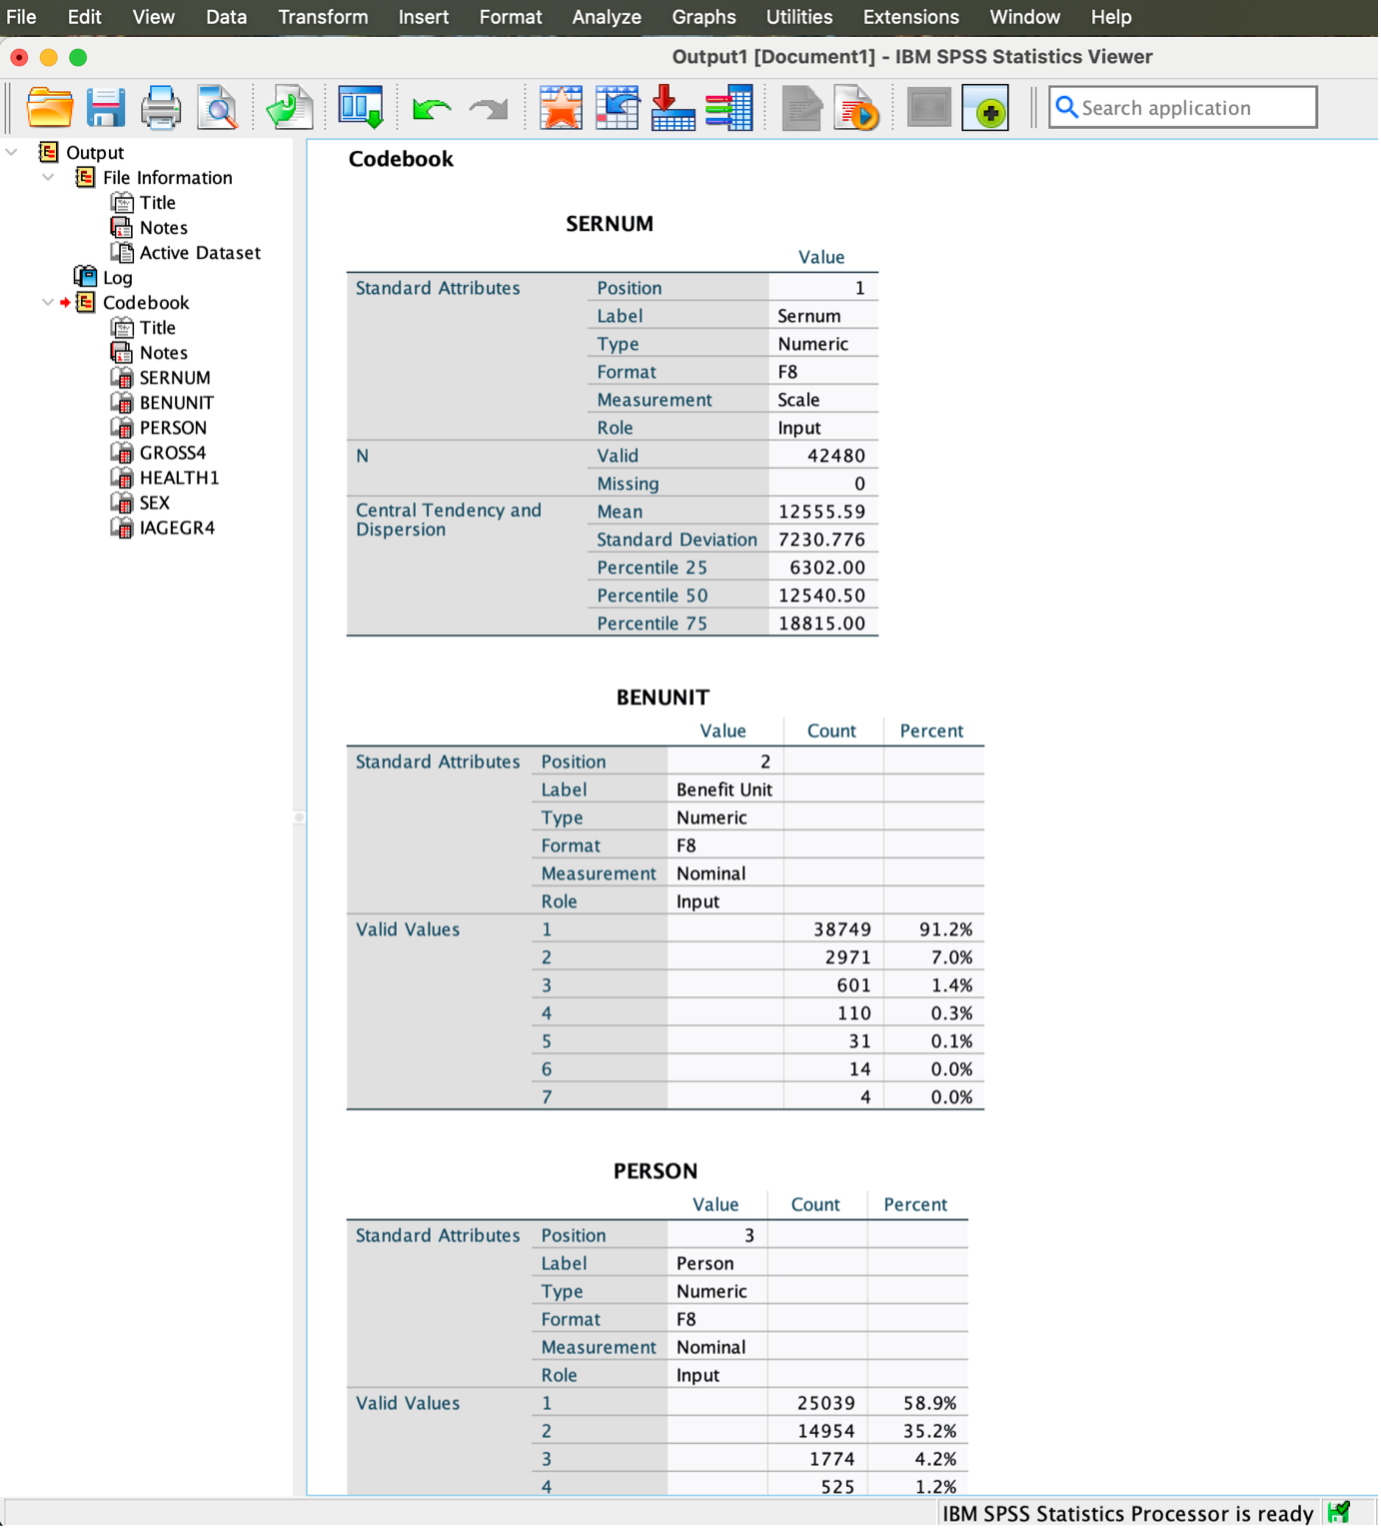 File Edit View Data Transform Insert Format Analyze Graphs Utilities Extensions Window Help
Output1 [Document1] - IBM SPSS Statistics Viewer
Search application
Output
File Information
Title
Notes
Active Dataset
Log
Codebook
Title
Notes
SERNUM
BENUNIT
PERSON
GROSS4
HEALTH1
SEX
IAGEGR4
Codebook
SERNUM
Value
Standard Attributes Position 1
Label Sernum
Type Numeric
Format F8
Measurement Scale
Role Input
N Valid 42480
Missing 0
Central Tendency and Dispersion Mean 12555.59
Standard Deviation 7230.776
Percentile 25 6302.00
Percentile 50 12540.50
Percentile 75 18815.00
BENUNIT
Value Count Percent
Standard Attributes Position 2
Label Benefit Unit
Type Numeric
Format F8
Measurement Nominal
Role Input
Valid Values 1 38749 91.2%
2 2971 7.0%
3 601 1.4%
4 110 0.3%
5 31 0.1%
6 14 0.0%
7 4 0.0%
PERSON
Value Count Percent
Standard Attributes Position 3
Label Person
Type Numeric
Format F8
Measurement Nominal
Role Input
Valid Values 1 25039 58.9%
2 14954 35.2%
3 1774 4.2%
4 525 1.2%
IBM SPSS Statistics Processor is ready